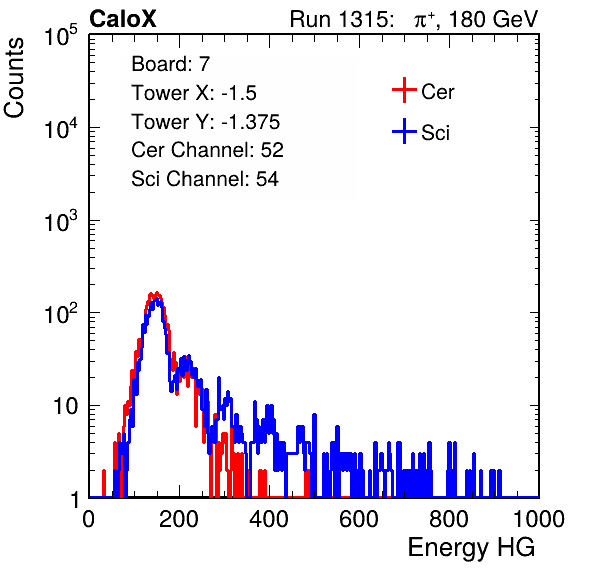 CaloX Run 1315: π⁺, 180 GeV
Board: 7
Tower X: -1.5
Tower Y: -1.375
Cer Channel: 52
Sci Channel: 54
Cer
Sci
Counts
10⁵
10⁴
10³
10²
10
1
0 200 400 600 800 1000
Energy HG